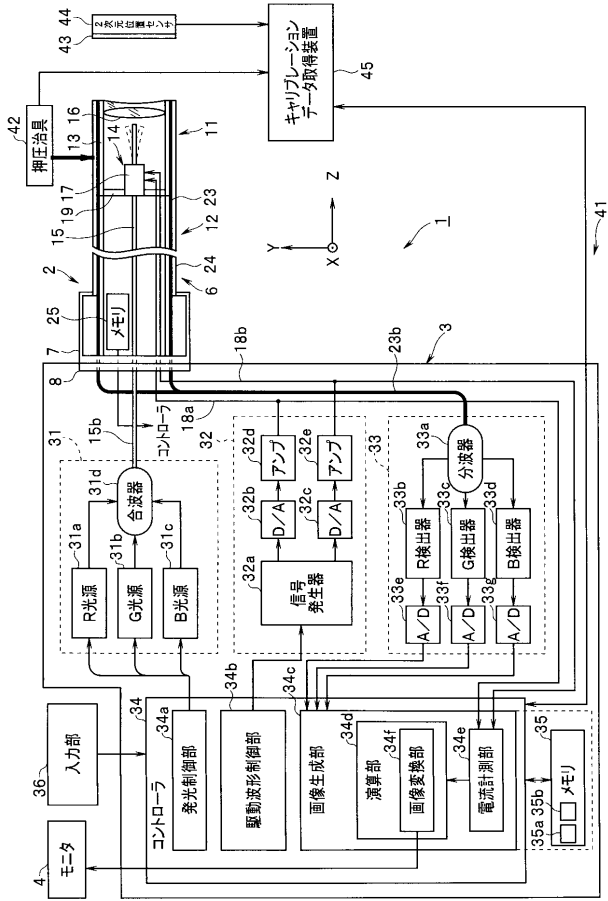 モニタ
4
入力部
36
コントローラ
34
発光制御部
34a
駆動波形制御部
34b
画像生成部
34c
演算部
34d
画像変換部
34f
電流計測部
34e
メモリ
35
35a
35b
R光源
31a
G光源
31b
B光源
31c
合波器
31d
31
15b
コントローラ
信号
発生器
32a
D/A
32b
D/A
32c
アンプ
32d
アンプ
32e
32
18a
18b
A/D
33e
A/D
33f
A/D
33g
R検出器
33b
G検出器
33c
B検出器
33d
分波器
33a
33
23b
3
8
7
メモリ
25
2
6
24
15
12
19
17
23
14
13
16
11
Y
X
Z
1
押圧治具
42
43
44
2次元位置センサ
キャリブレーション
データ取得装置
45
41